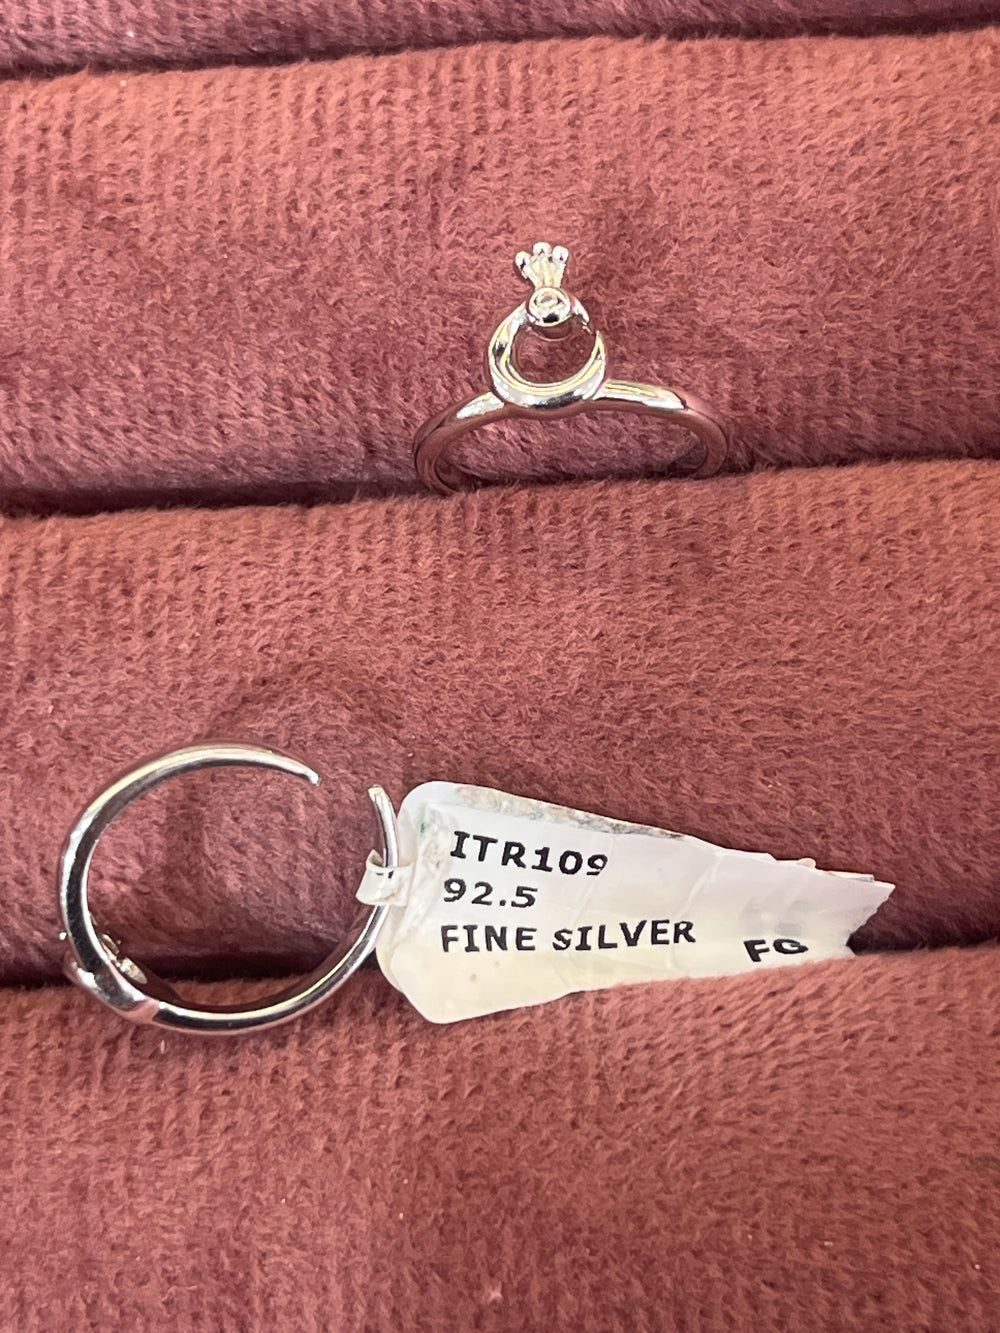 ITR109
92.5
FINE SILVER
FG